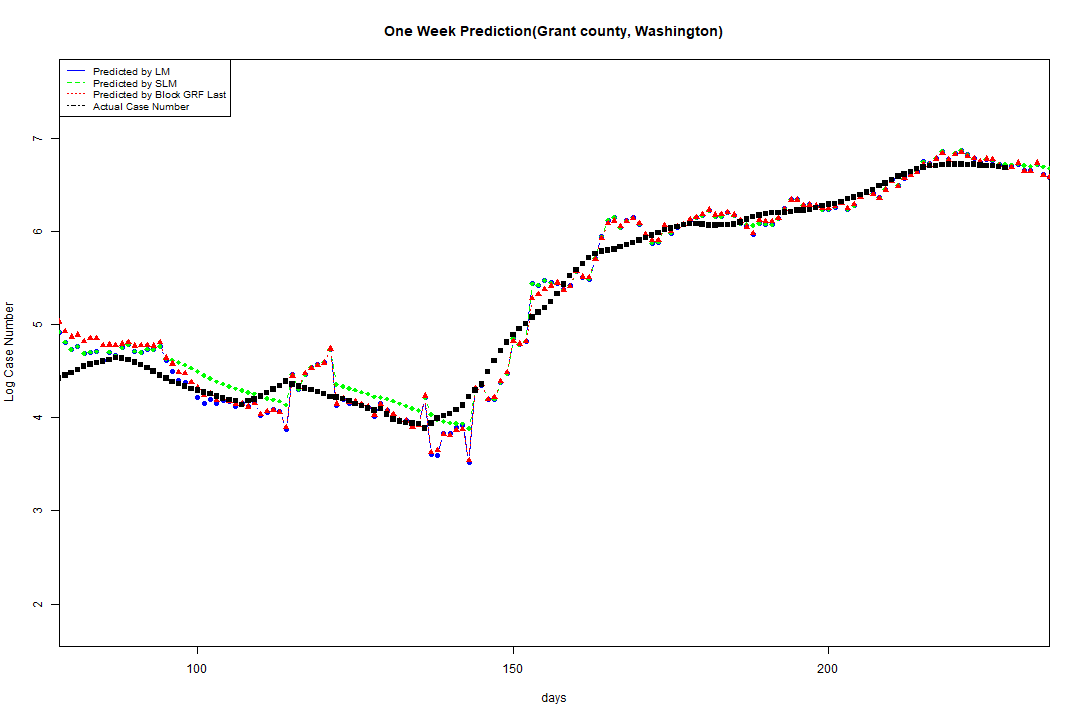 One Week Prediction(Grant county, Washington)
Predicted by LM
Predicted by SLM
Predicted by Block GRF Last
Actual Case Number
7
6
5
4
3
2
Log Case Number
100 150 200
days